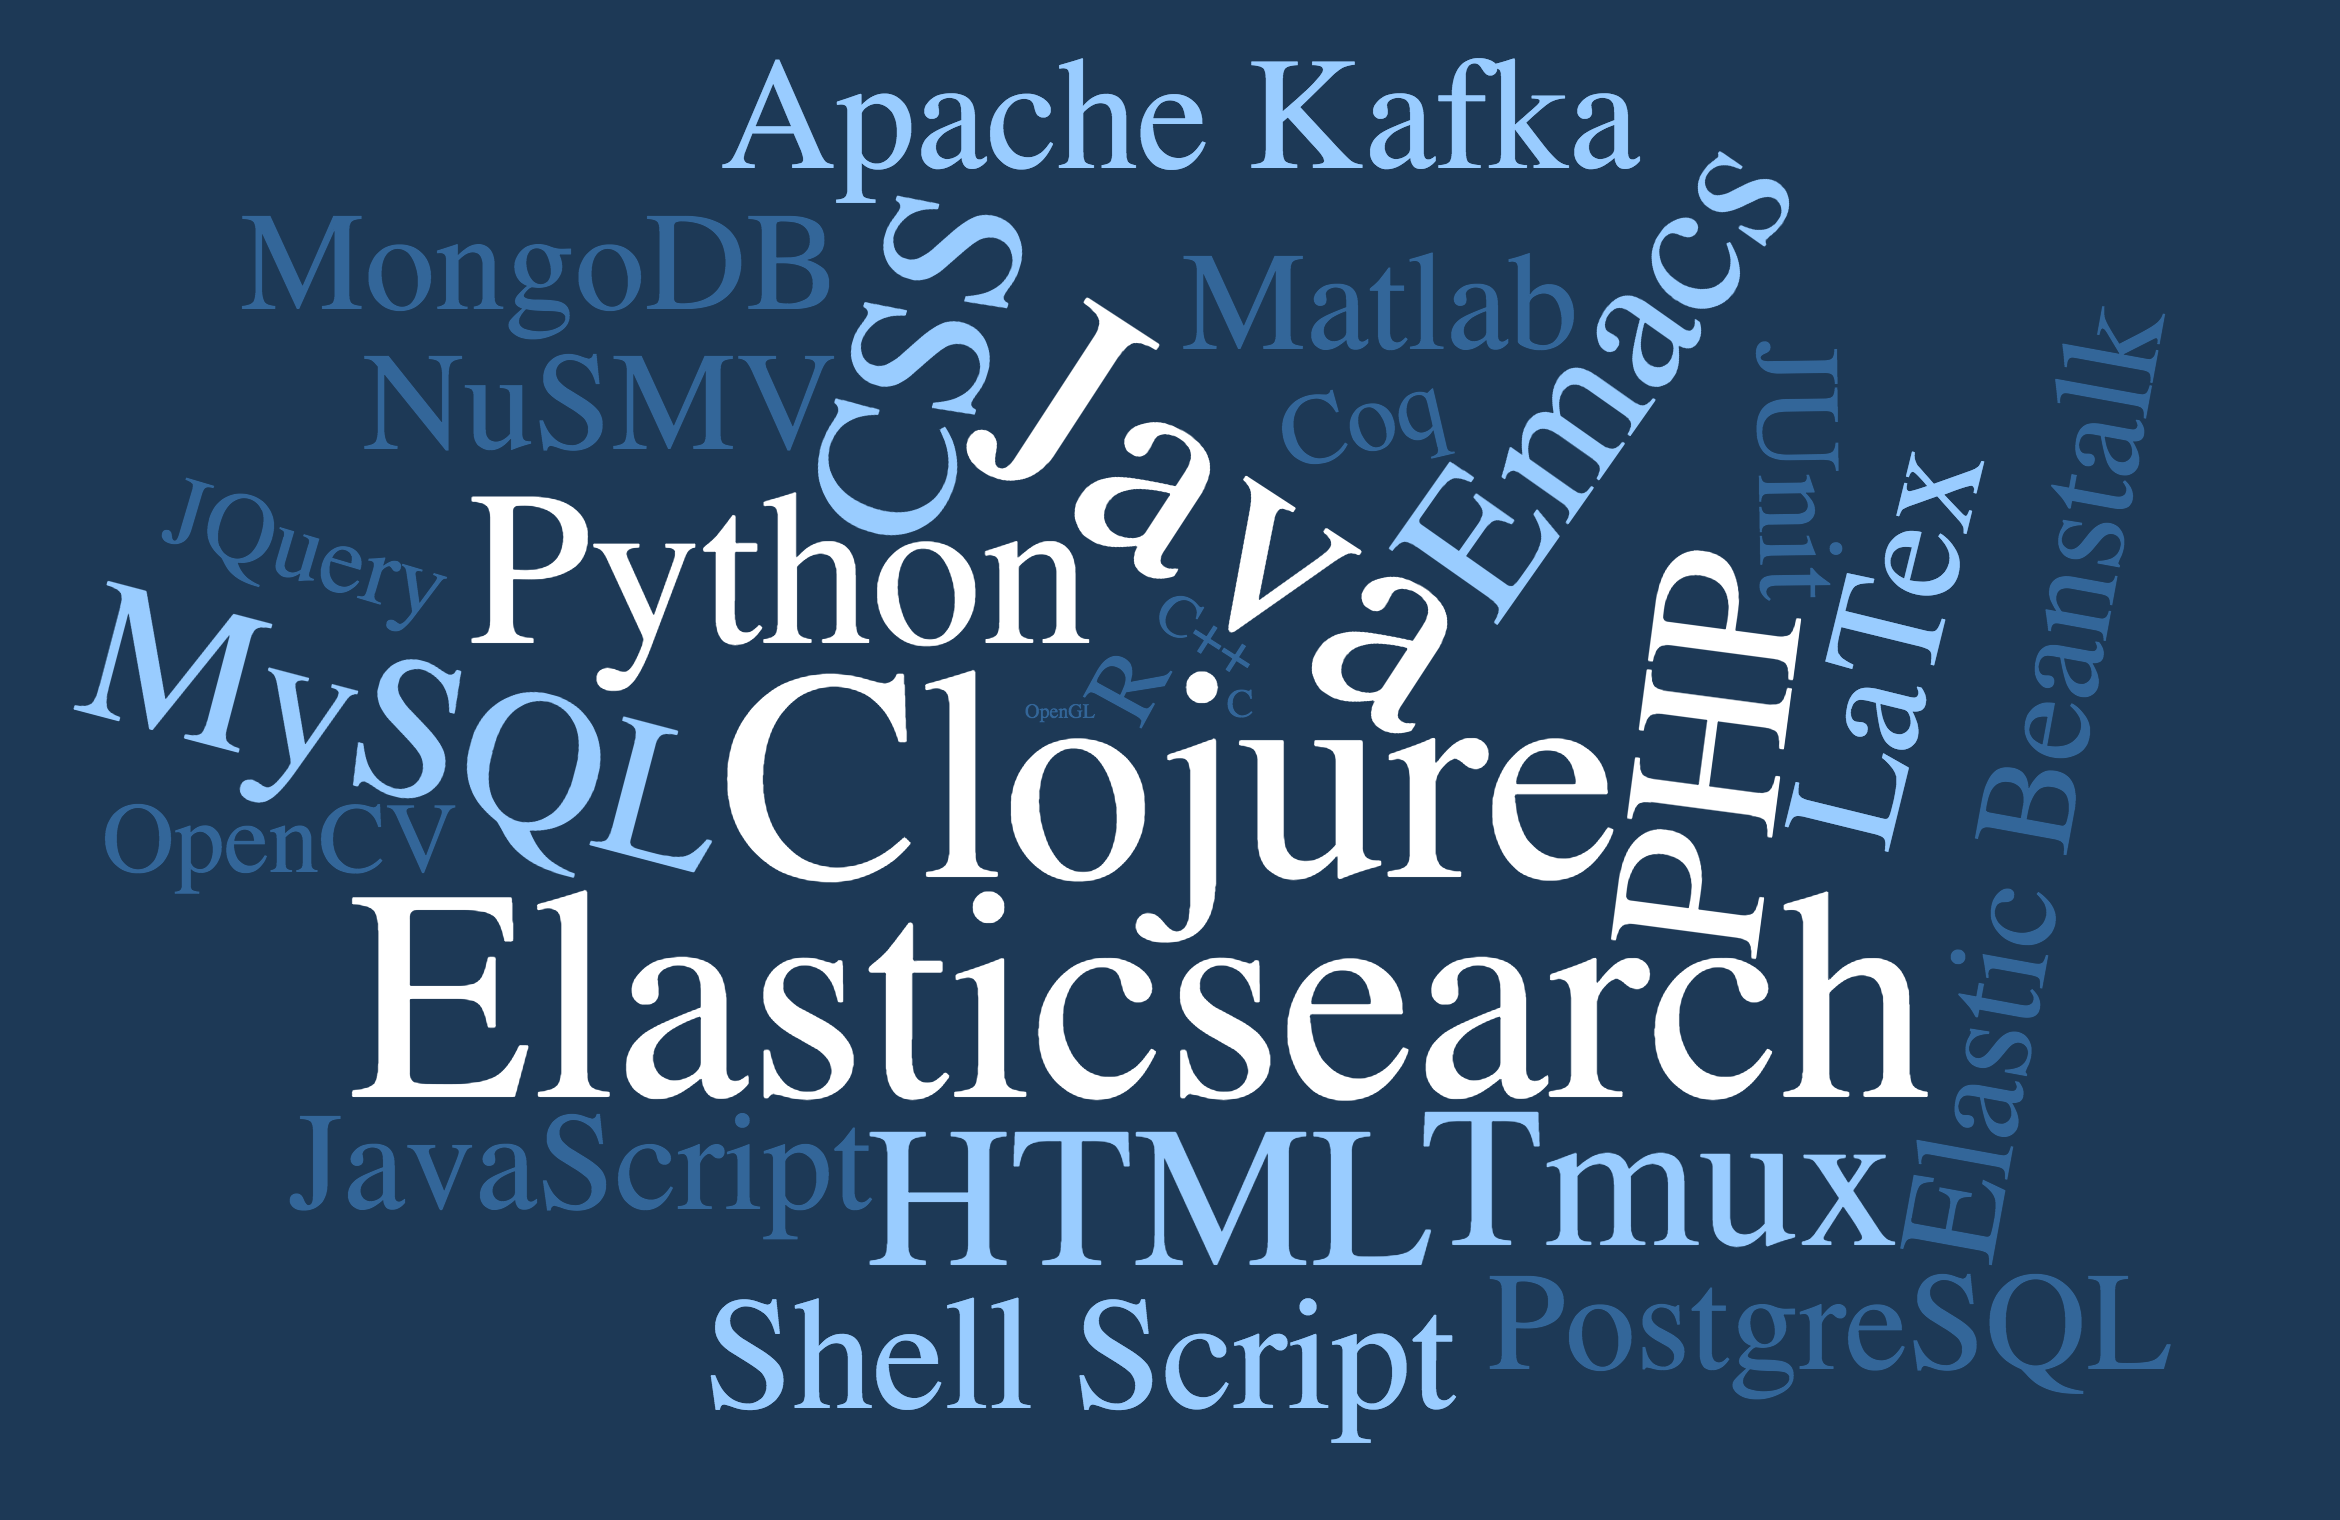 Apache Kafka
CSS
Emacs
MongoDB
Matlab
NuSMV
Java
Coq
JUnit
Elastic Beanstalk
JQuery
Python
LaTex
MySQL
C++
R
C
OpenGL
PHP
Clojure
OpenCV
Elasticsearch
JavaScript
HTML
Tmux
Shell Script
PostgreSQL